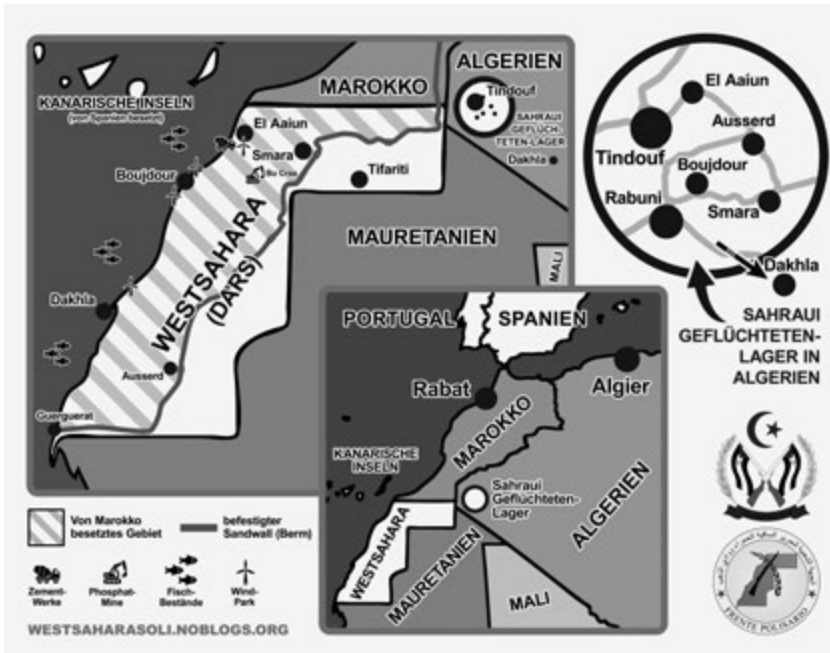 MAROKKO
ALGERIEN
KANARISCHE INSELN
(von Spanien besetzt)
Tindouf
SAHRAUI
GEFLÜCH-
TETEN-LAGER
Dakhla
El Aaiun
Smara
Bu Craa
Boujdour
Tifariti
WESTSAHARA
(DARS)
MAURETANIEN
MALI
Dakhla
Ausserd
Guerguerat
El Aaiun
Ausserd
Tindouf
Boujdour
Rabuni
Smara
Dakhla
SAHRAUI
GEFLÜCHTETEN-
LAGER IN
ALGERIEN
PORTUGAL
SPANIEN
Rabat
Algier
MAROKKO
KANARISCHE
INSELN
Sahraui
Geflüchteten-
Lager
ALGERIEN
WESTSAHARA
MAURETANIEN
MALI
Von Marokko
besetztes Gebiet
befestigter
Sandwall (Berm)
Zement-
Werke
Phosphat-
Mine
Fisch-
Bestände
Wind-
Park
WESTSAHARASOLI.NOBLOGS.ORG
FRENTE POLISARIO